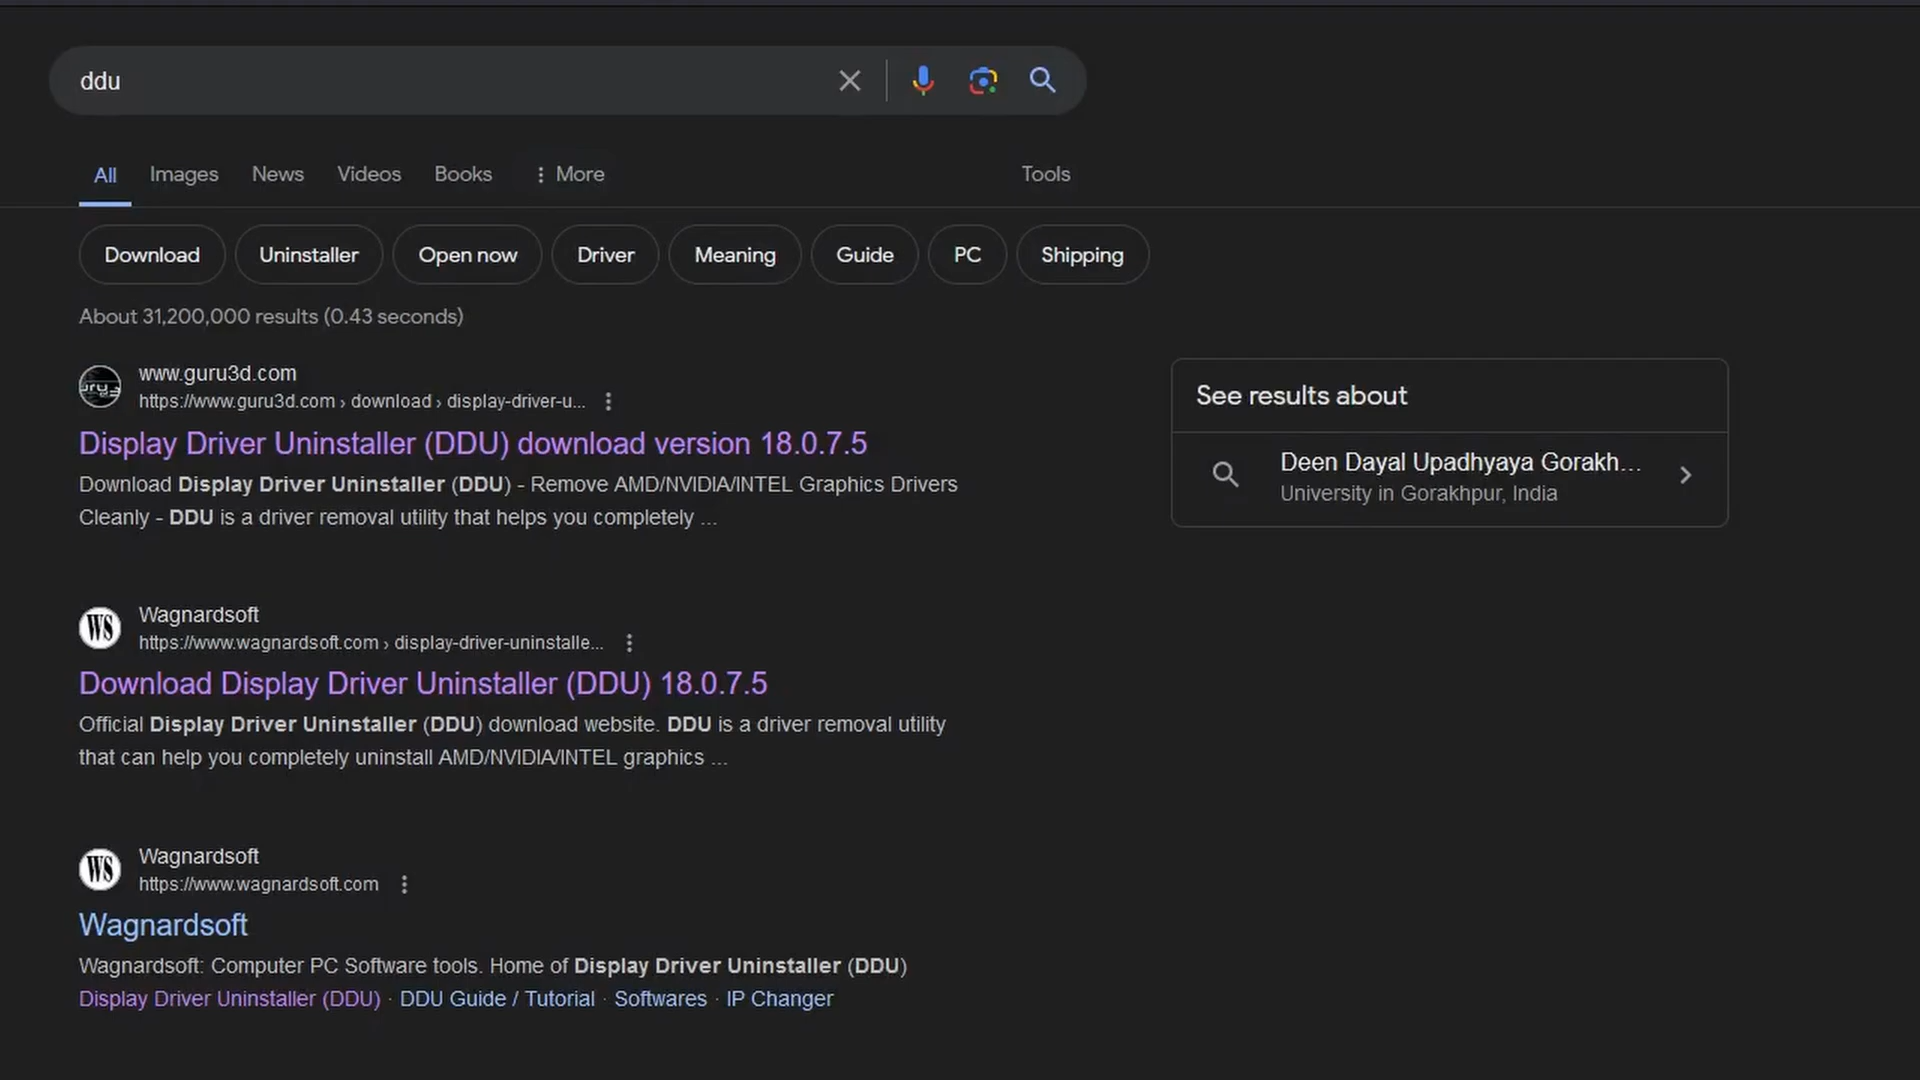 ddu
All Images News Videos Books More Tools
Download Uninstaller Open now Driver Meaning Guide PC Shipping
About 31,200,000 results (0.43 seconds)
www.guru3d.com
https://www.guru3d.com › download › display-driver-u...
Display Driver Uninstaller (DDU) download version 18.0.7.5
Download Display Driver Uninstaller (DDU) - Remove AMD/NVIDIA/INTEL Graphics Drivers
Cleanly - DDU is a driver removal utility that helps you completely ...
See results about
Deen Dayal Upadhyaya Gorakh...
University in Gorakhpur, India
Wagnardsoft
https://www.wagnardsoft.com › display-driver-uninstalle...
Download Display Driver Uninstaller (DDU) 18.0.7.5
Official Display Driver Uninstaller (DDU) download website. DDU is a driver removal utility
that can help you completely uninstall AMD/NVIDIA/INTEL graphics ...
WS
Wagnardsoft
https://www.wagnardsoft.com
WS
Wagnardsoft
Wagnardsoft: Computer PC Software tools. Home of Display Driver Uninstaller (DDU)
Display Driver Uninstaller (DDU) · DDU Guide / Tutorial · Softwares · IP Changer